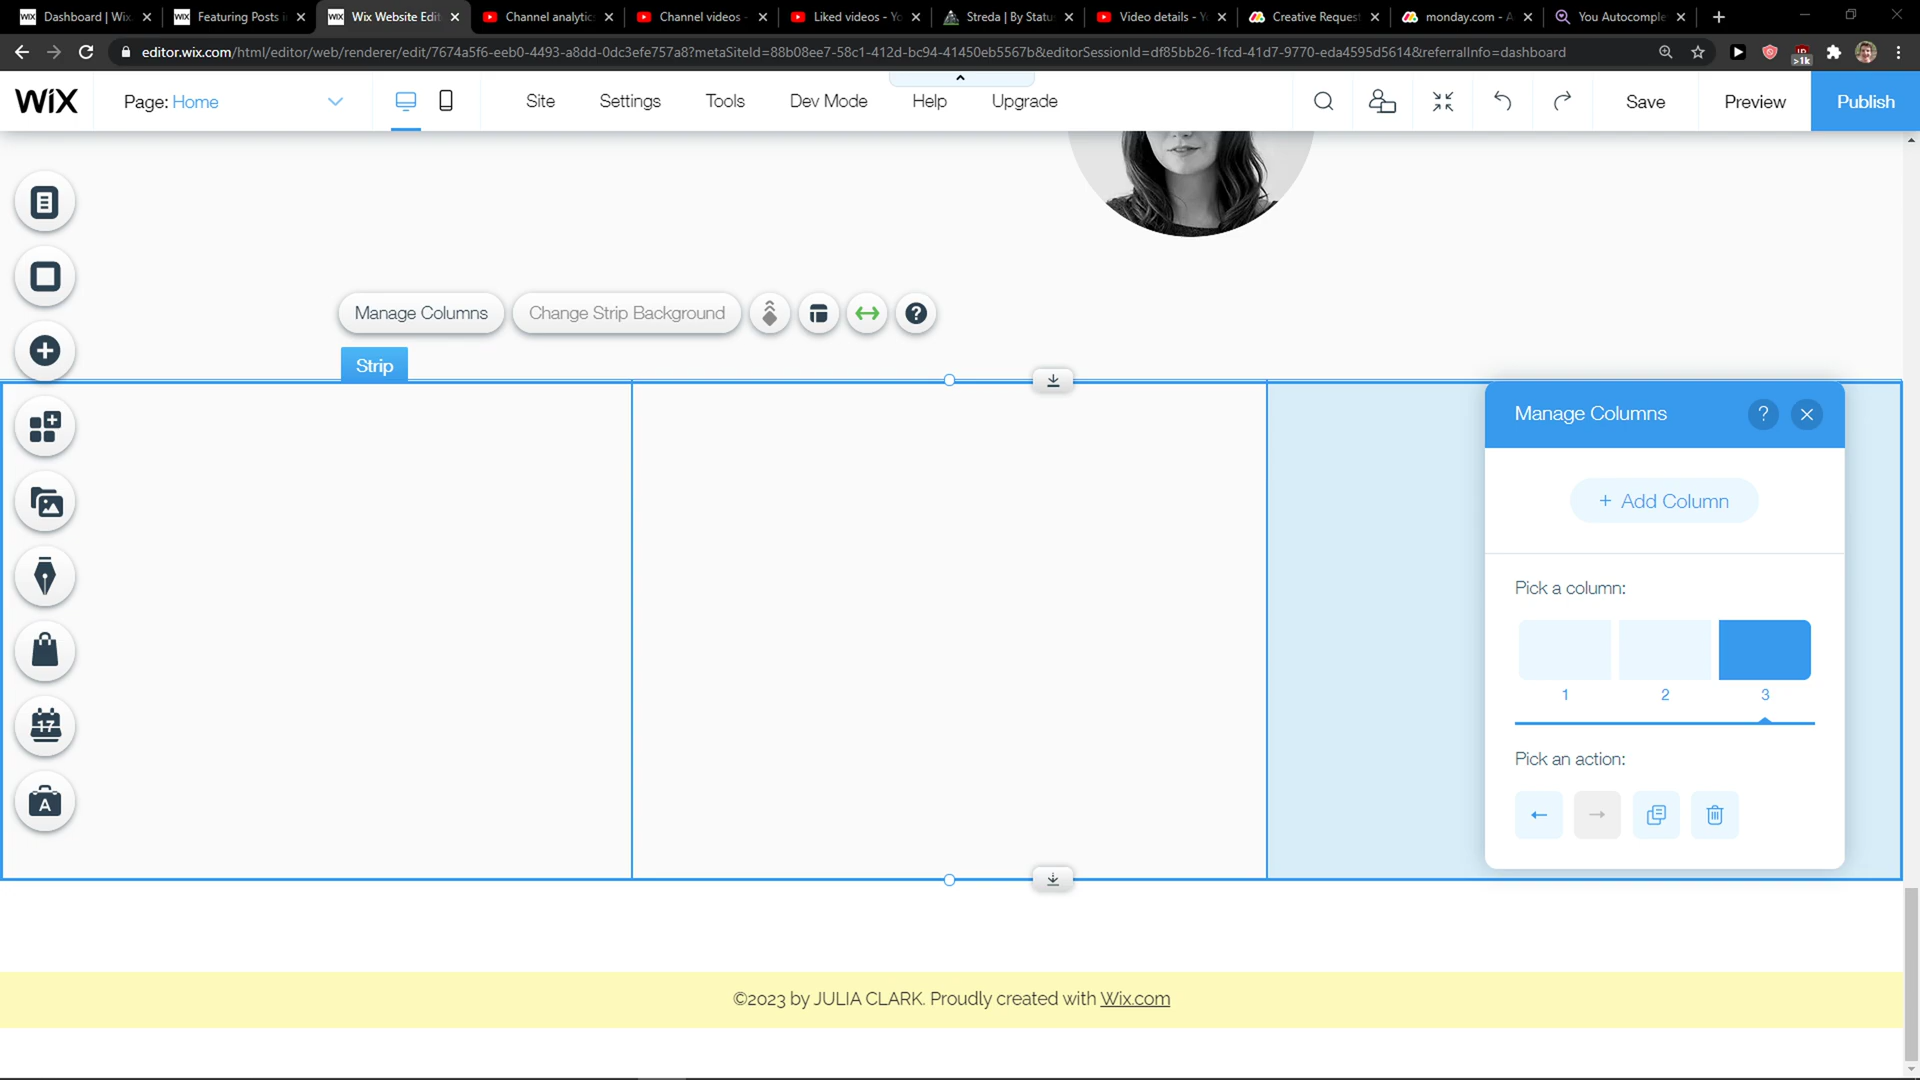 Dashboard | Wix
Featuring Posts i
Wix Website Edit
Channel analytic
Channel videos -
Liked videos - Yo
Streda | By Statu
Video details - Y
Creative Request
monday.com - A
You Autocomple
editor.wix.com/html/editor/web/renderer/edit/7674a5f6-eeb0-4493-a8dd-0dc3efe757a8?metaSiteId=88b08ee7-58c1-412d-bc94-41450eb5567b&editorSessionId=df85bb26-1fcd-41d7-9770-eda4595d5614&referralInfo=dashboard
>1k
WiX
Page: Home
Site
Settings
Tools
Dev Mode
Help
Upgrade
Save
Preview
Publish
Manage Columns
Change Strip Background
?
Strip
Manage Columns
?
+ Add Column
Pick a column:
1
2
3
Pick an action:
17
A
©2023 by JULIA CLARK. Proudly created with Wix.com